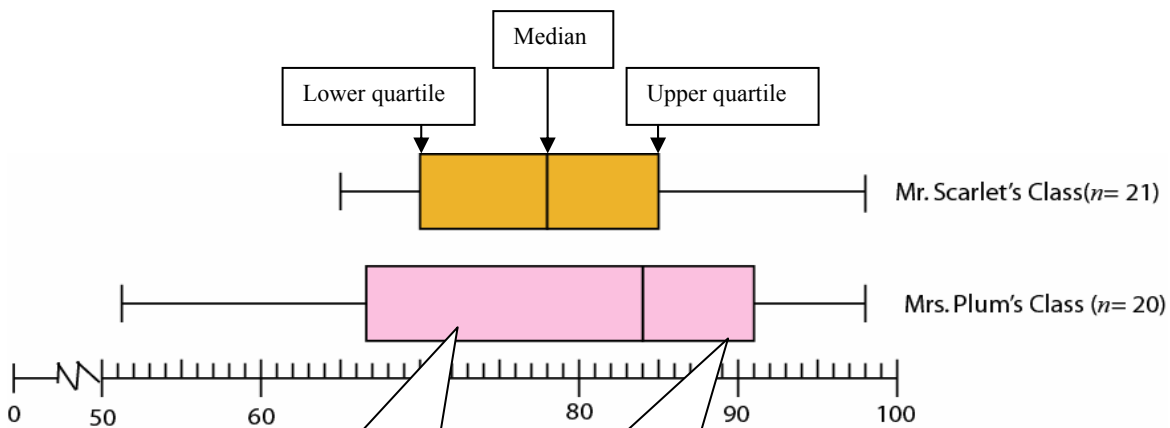 Median
Lower quartile
Upper quartile
Mr. Scarlet's Class(n= 21)
Mrs. Plum's Class (n= 20)
0 50 60 80 90 100